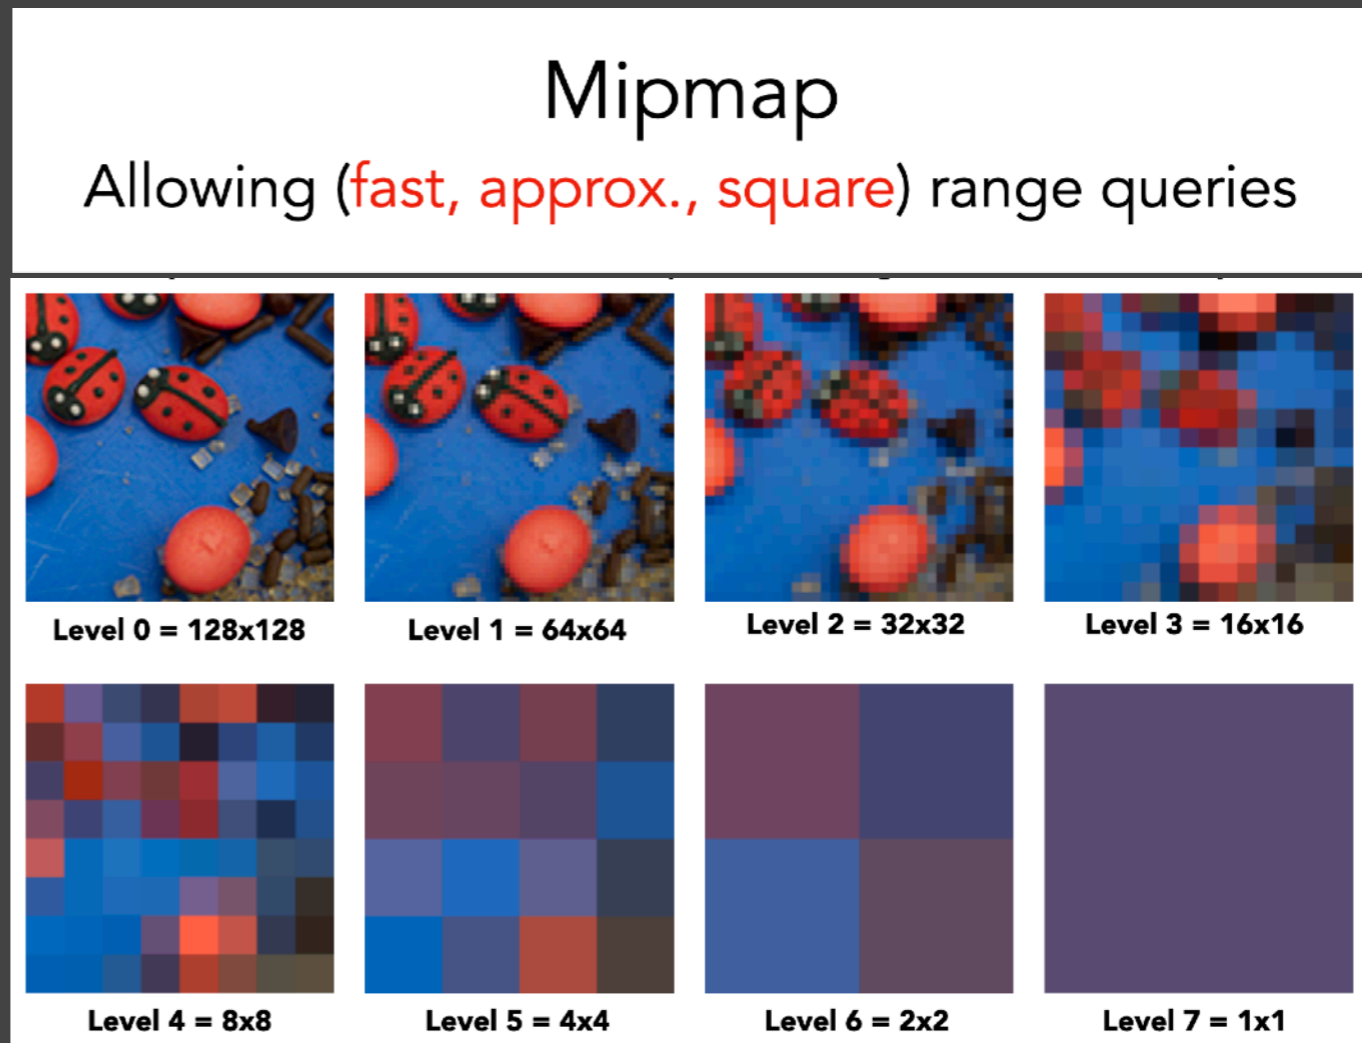 Mipmap
Allowing (fast, approx., square) range queries
Level 0 = 128x128
Level 1 = 64x64
Level 2 = 32x32
Level 3 = 16x16
Level 4 = 8x8
Level 5 = 4x4
Level 6 = 2x2
Level 7 = 1x1